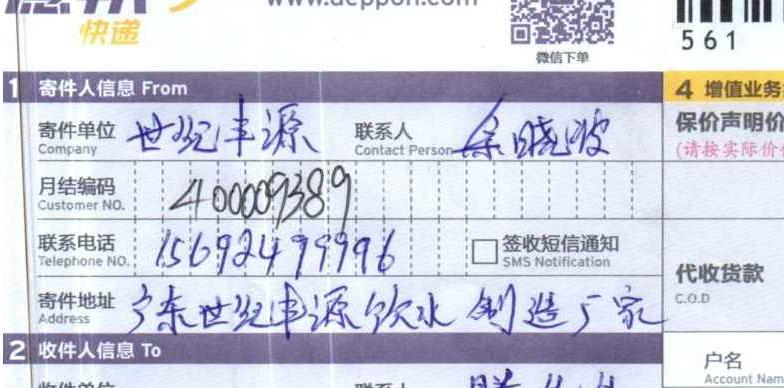 快递
www.deppon.com
微信下单
561
1 寄件人信息 From
4 增值业务
寄件单位 Company 世纪丰源 联系人 Contact Person 余晓波
保价声明价
(请按实际价
月结编码 Customer NO. 400009389
联系电话 Telephone NO. 15692499996 签收短信通知 SMS Notification
代收货款 C.O.D
寄件地址 Address 广东世纪丰源饮水制造厂家
2 收件人信息 To
户名 Account Nam